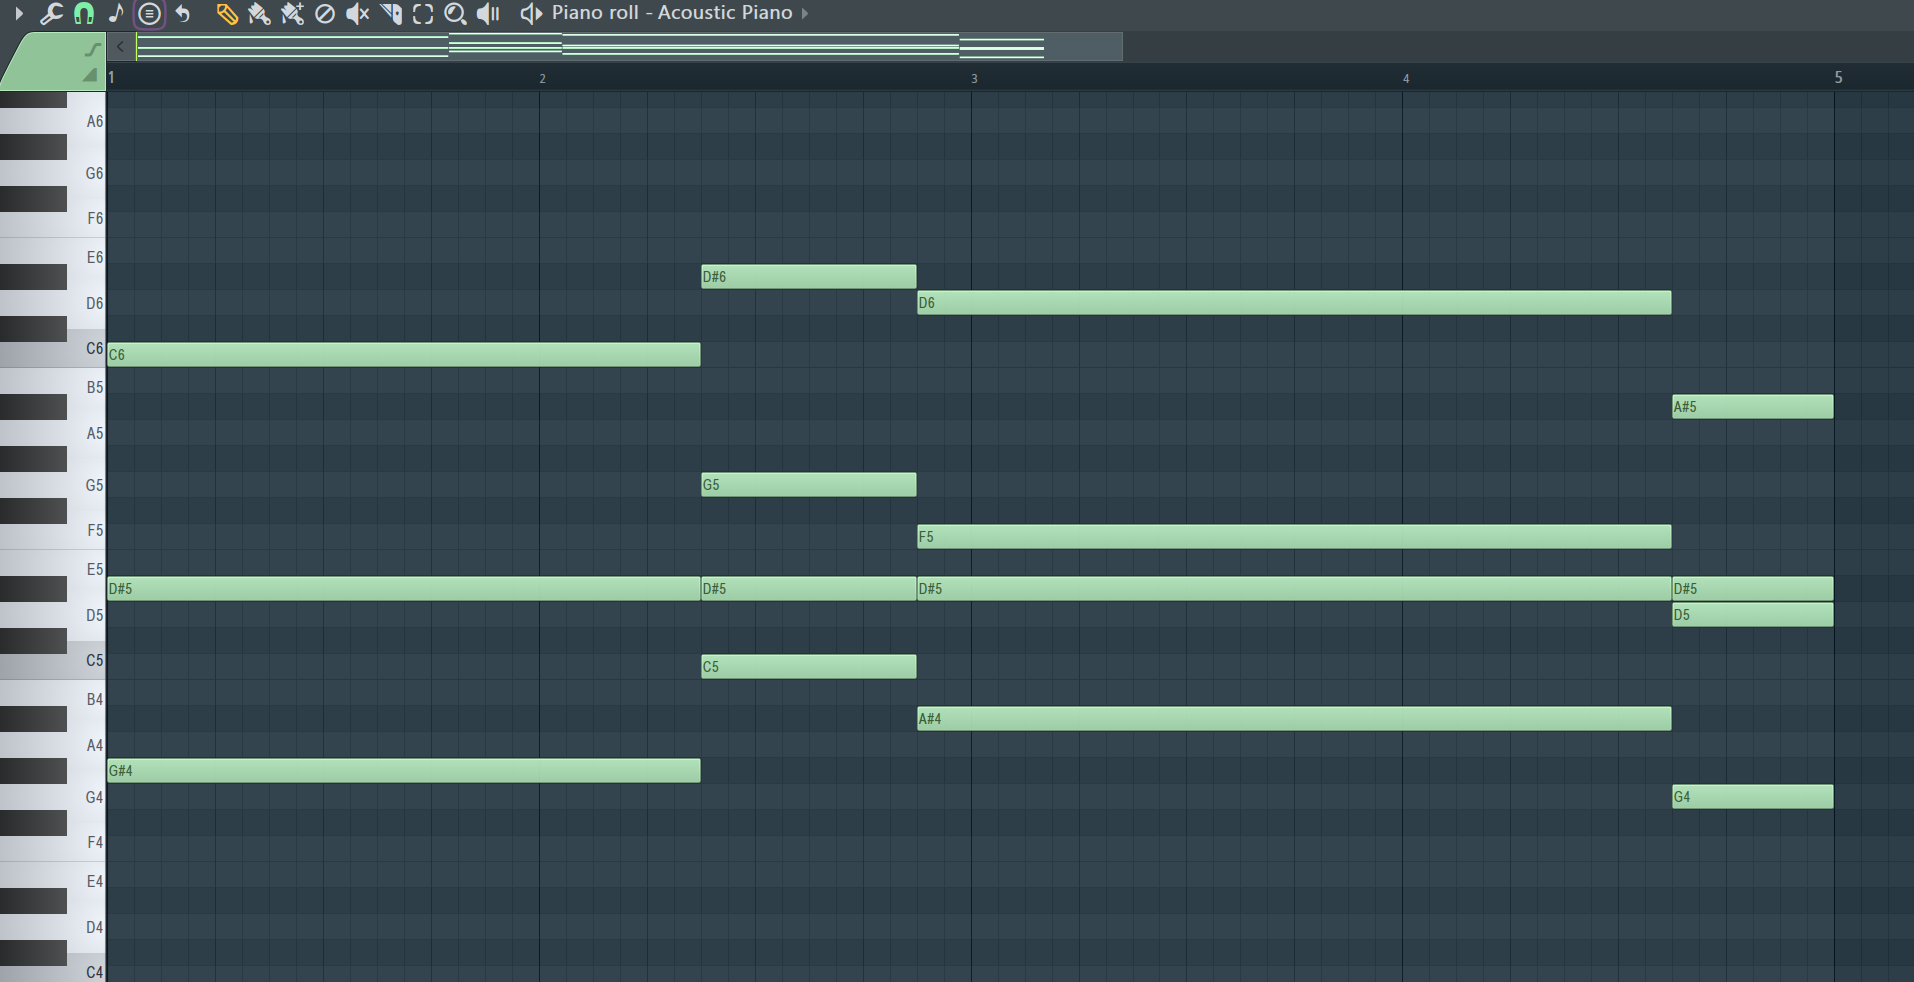 Piano roll - Acoustic Piano
1 2 3 4 5
A6
G6
F6
E6
D#6
D6 D6
C6 C6
B5
A#5
A5
G5 G5
F5 F5
E5
D#5 D#5 D#5 D#5
D5 D5
C5 C5
B4
A#4
A4
G#4
G4 G4
F4
E4
D4
C4